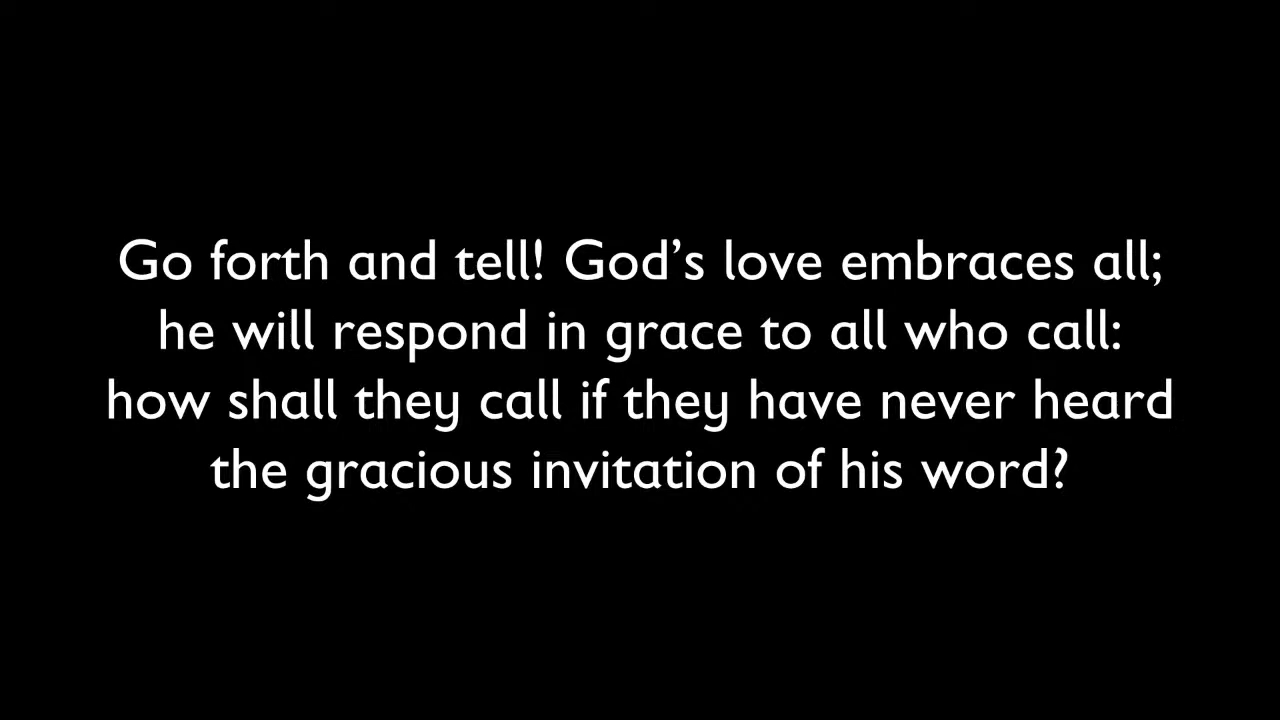 Go forth and tell! God’s love embraces all;
he will respond in grace to all who call:
how shall they call if they have never heard
the gracious invitation of his word?